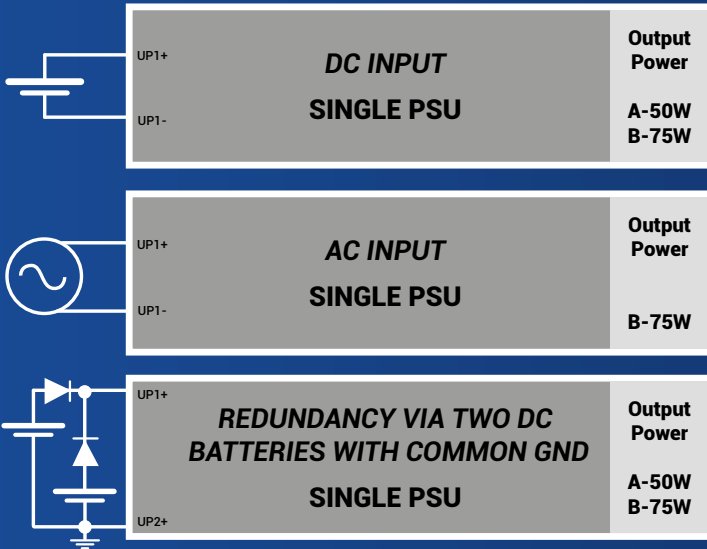 UP1+
DC INPUT
SINGLE PSU
UP1-
Output
Power
A-50W
B-75W
UP1+
AC INPUT
SINGLE PSU
UP1-
Output
Power
B-75W
UP1+
REDUNDANCY VIA TWO DC
BATTERIES WITH COMMON GND
SINGLE PSU
UP2+
Output
Power
A-50W
B-75W